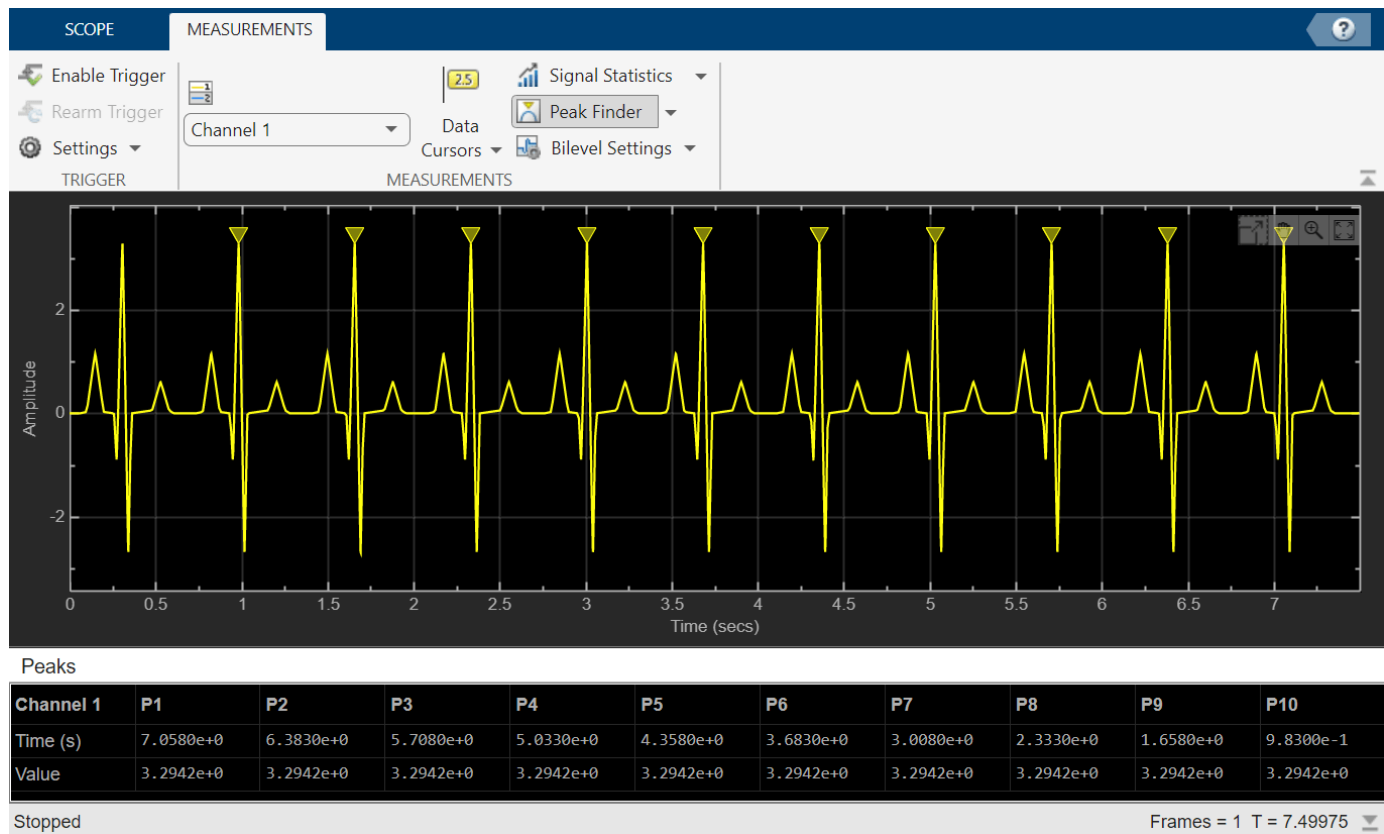 SCOPE MEASUREMENTS ?
Enable Trigger
Rearm Trigger
Settings
TRIGGER
1
2
Channel 1
2.5
Data
Cursors
Signal Statistics
Peak Finder
Bilevel Settings
MEASUREMENTS
Amplitude
2
0
-2
0 0.5 1 1.5 2 2.5 3 3.5 4 4.5 5 5.5 6 6.5 7
Time (secs)
Peaks
Channel 1 P1 P2 P3 P4 P5 P6 P7 P8 P9 P10
Time (s) 7.0580e+0 6.3830e+0 5.7080e+0 5.0330e+0 4.3580e+0 3.6830e+0 3.0080e+0 2.3330e+0 1.6580e+0 9.8300e-1
Value 3.2942e+0 3.2942e+0 3.2942e+0 3.2942e+0 3.2942e+0 3.2942e+0 3.2942e+0 3.2942e+0 3.2942e+0 3.2942e+0
Stopped Frames = 1 T = 7.49975